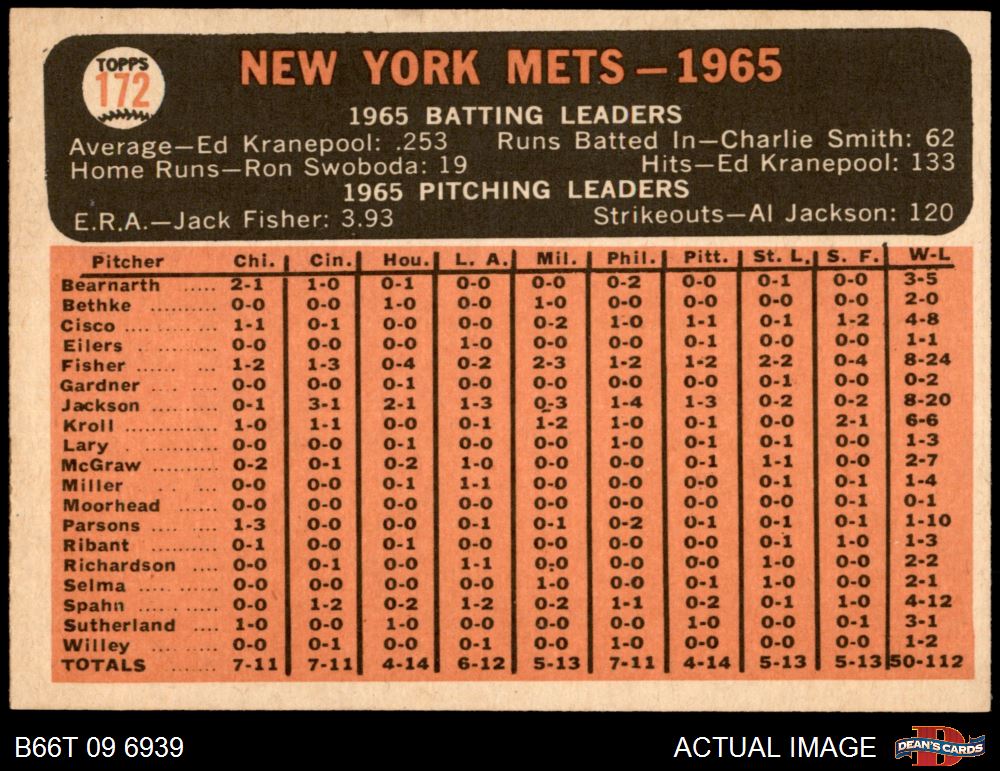 TOPPS
172
NEW YORK METS – 1965
1965 BATTING LEADERS
Average—Ed Kranepool: .253 Runs Batted In—Charlie Smith: 62
Home Runs—Ron Swoboda: 19 Hits—Ed Kranepool: 133
1965 PITCHING LEADERS
E.R.A.—Jack Fisher: 3.93 Strikeouts—Al Jackson: 120
Pitcher Chi. Cin. Hou. L. A. Mil. Phil. Pitt. St. L. S. F. W-L
Bearnarth ..... 2-1 1-0 0-1 0-0 0-0 0-2 0-0 0-1 0-0 3-5
Bethke .......... 0-0 0-0 1-0 0-0 1-0 0-0 0-0 0-0 0-0 2-0
Cisco .............. 1-1 0-1 0-0 0-0 0-2 1-0 1-1 0-1 1-2 4-8
Eilers ............ 0-0 0-0 0-0 1-0 0-0 0-0 0-1 0-0 0-0 1-1
Fisher ...... ... 1-2 1-3 0-4 0-2 2-3 1-2 1-2 2-2 0-4 8-24
Gardner .... ... 0-0 0-0 0-1 0-0 0-0 0-0 0-0 0-1 0-0 0-2
Jackson ......... 0-1 3-1 2-1 1-3 0-3 1-4 1-3 0-2 0-2 8-20
Kroll ............. 1-0 1-1 0-0 0-1 1-2 1-0 0-1 0-0 2-1 6-6
Lary .... ....... 0-0 0-0 0-1 0-0 0-0 1-0 0-1 0-1 0-0 1-3
McGraw ........ 0-2 0-1 0-2 1-0 0-0 0-0 0-1 1-1 0-0 2-7
Miller ..... ... 0-0 0-0 0-1 1-1 0-0 0-0 0-1 0-0 0-1 1-4
Moorhead ..... 0-0 0-0 0-0 0-0 0-0 0-0 0-0 0-0 0-1 0-1
Parsons .... .... 1-3 0-0 0-0 0-1 0-1 0-2 0-1 0-1 0-1 1-10
Ribant .......... 0-1 0-0 0-1 0-0 0-0 0-0 0-0 0-1 1-0 1-3
Richardson .... 0-0 0-1 0-0 1-1 0-0 0-0 0-0 1-0 0-0 2-2
Selma ..... ..... 0-0 0-0 0-0 0-0 1-0 0-0 0-1 1-0 0-0 2-1
Spahn ..... ..... 0-0 1-2 0-2 1-2 0-2 1-1 0-2 0-1 1-0 4-12
Sutherland .... 1-0 0-0 1-0 0-0 0-0 0-0 1-0 0-0 0-1 3-1
Willey ........... 0-0 0-1 0-0 0-1 0-0 1-0 0-0 0-0 0-0 1-2
TOTALS ....... 7-11 7-11 4-14 6-12 5-13 7-11 4-14 5-13 5-13 50-112
B66T 09 6939 ACTUAL IMAGE D DEAN'S CARDS